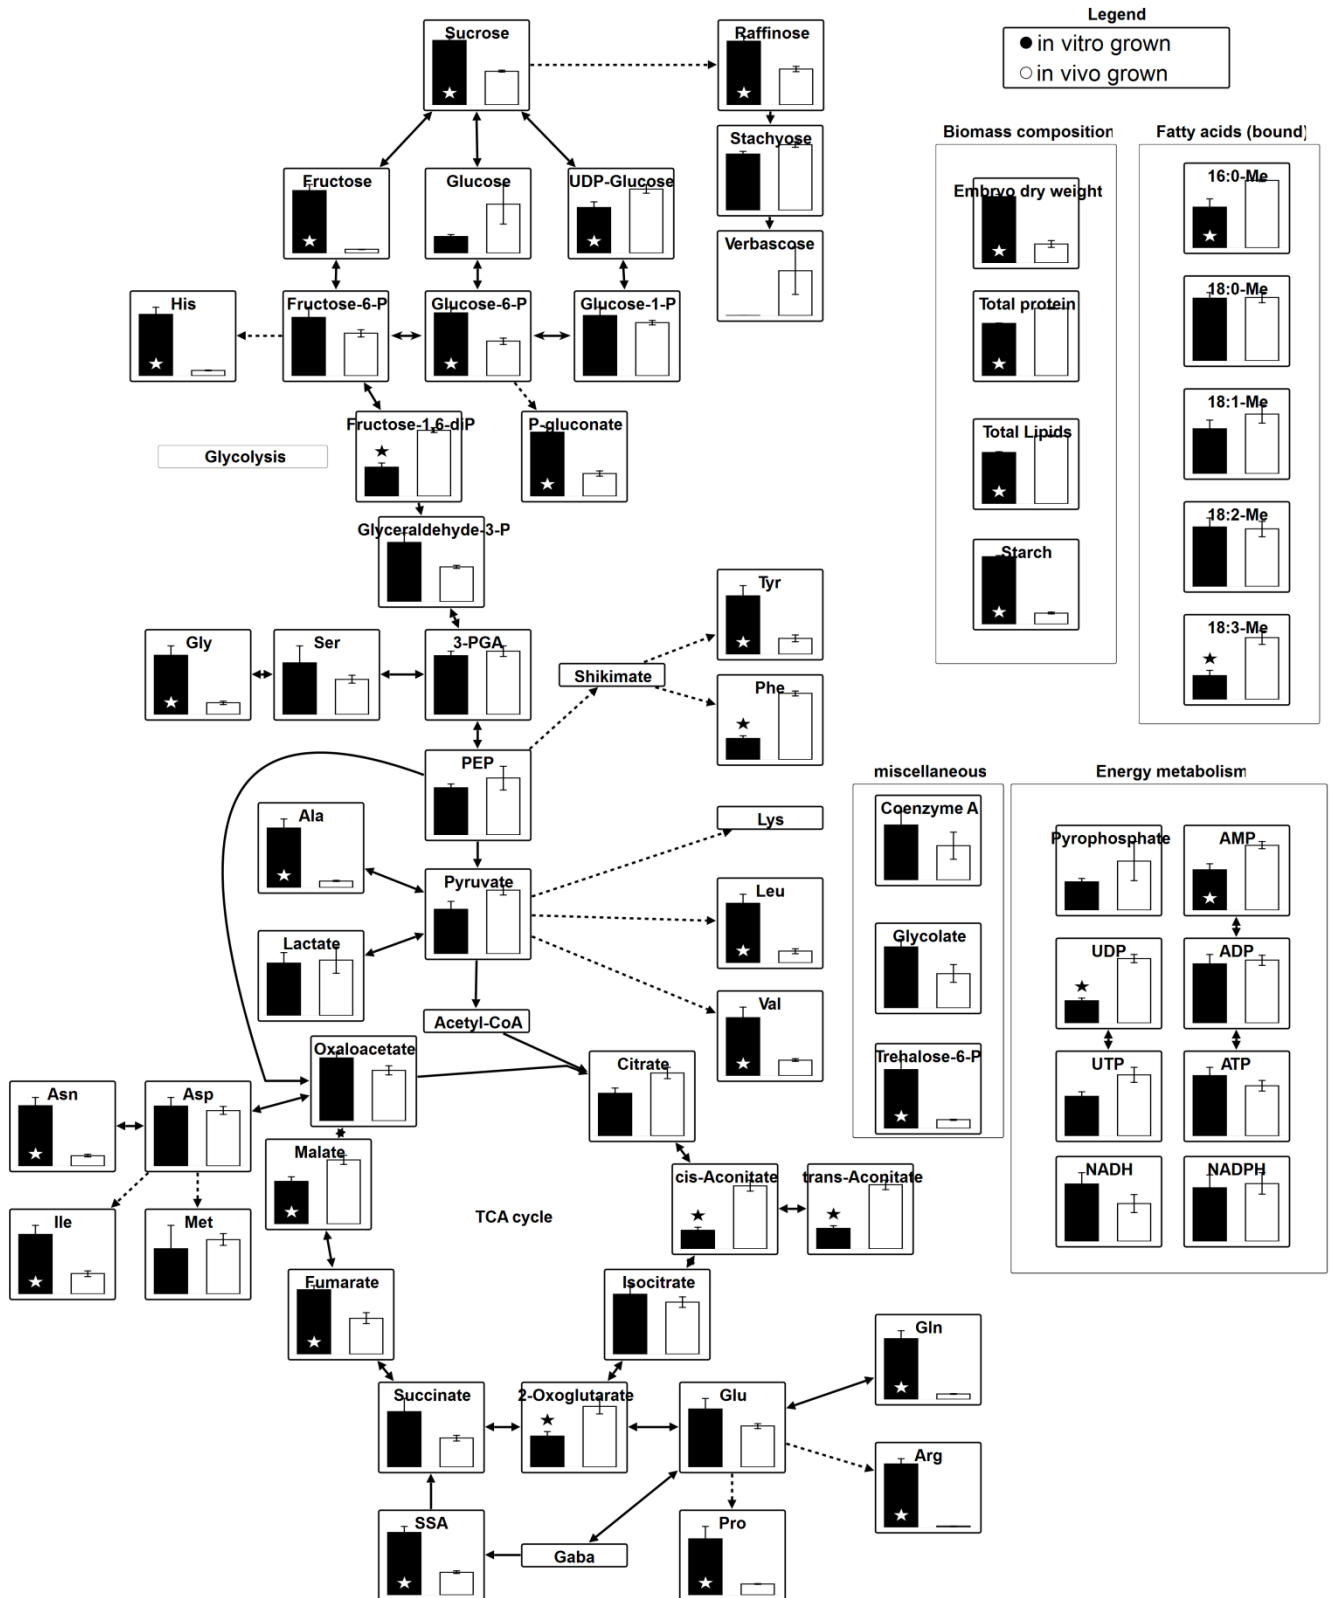 Legend
in vitro grown
in vivo grown
Sucrose
Raffinose
Biomass composition
Fatty acids (bound)
Stachyose
Fructose
Glucose
UDP-Glucose
16:0-Me
Embryo dry weight
Verbascose
18:0-Me
His
Fructose-6-P
Glucose-6-P
Glucose-1-P
Total protein
18:1-Me
Fructose-1,6-diP
P-gluconate
Total Lipids
Glycolysis
18:2-Me
Glyceraldehyde-3-P
Starch
Tyr
18:3-Me
Gly
Ser
3-PGA
Shikimate
Phe
PEP
miscellaneous
Energy metabolism
Ala
Lys
Coenzyme A
Pyrophosphate
AMP
Pyruvate
Leu
Lactate
Glycolate
UDP
ADP
Val
Acetyl-CoA
Oxaloacetate
Citrate
Trehalose-6-P
UTP
ATP
Asn
Asp
Malate
cis-Aconitate
trans-Aconitate
NADH
NADPH
Ile
Met
TCA cycle
Fumarate
Isocitrate
Gln
Succinate
2-Oxoglutarate
Glu
Arg
SSA
Gaba
Pro